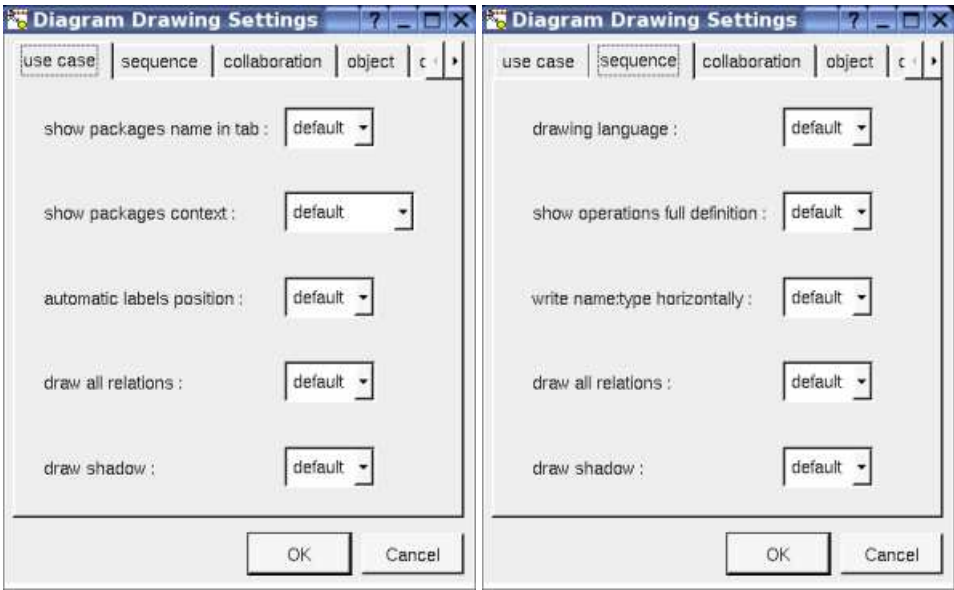 Diagram Drawing Settings
use case sequence collaboration object
show packages name in tab : default
show packages context : default
automatic labels position : default
draw all relations : default
draw shadow : default
OK Cancel
Diagram Drawing Settings
use case sequence collaboration object
drawing language : default
show operations full definition : default
write name:type horizontally : default
draw all relations : default
draw shadow : default
OK Cancel